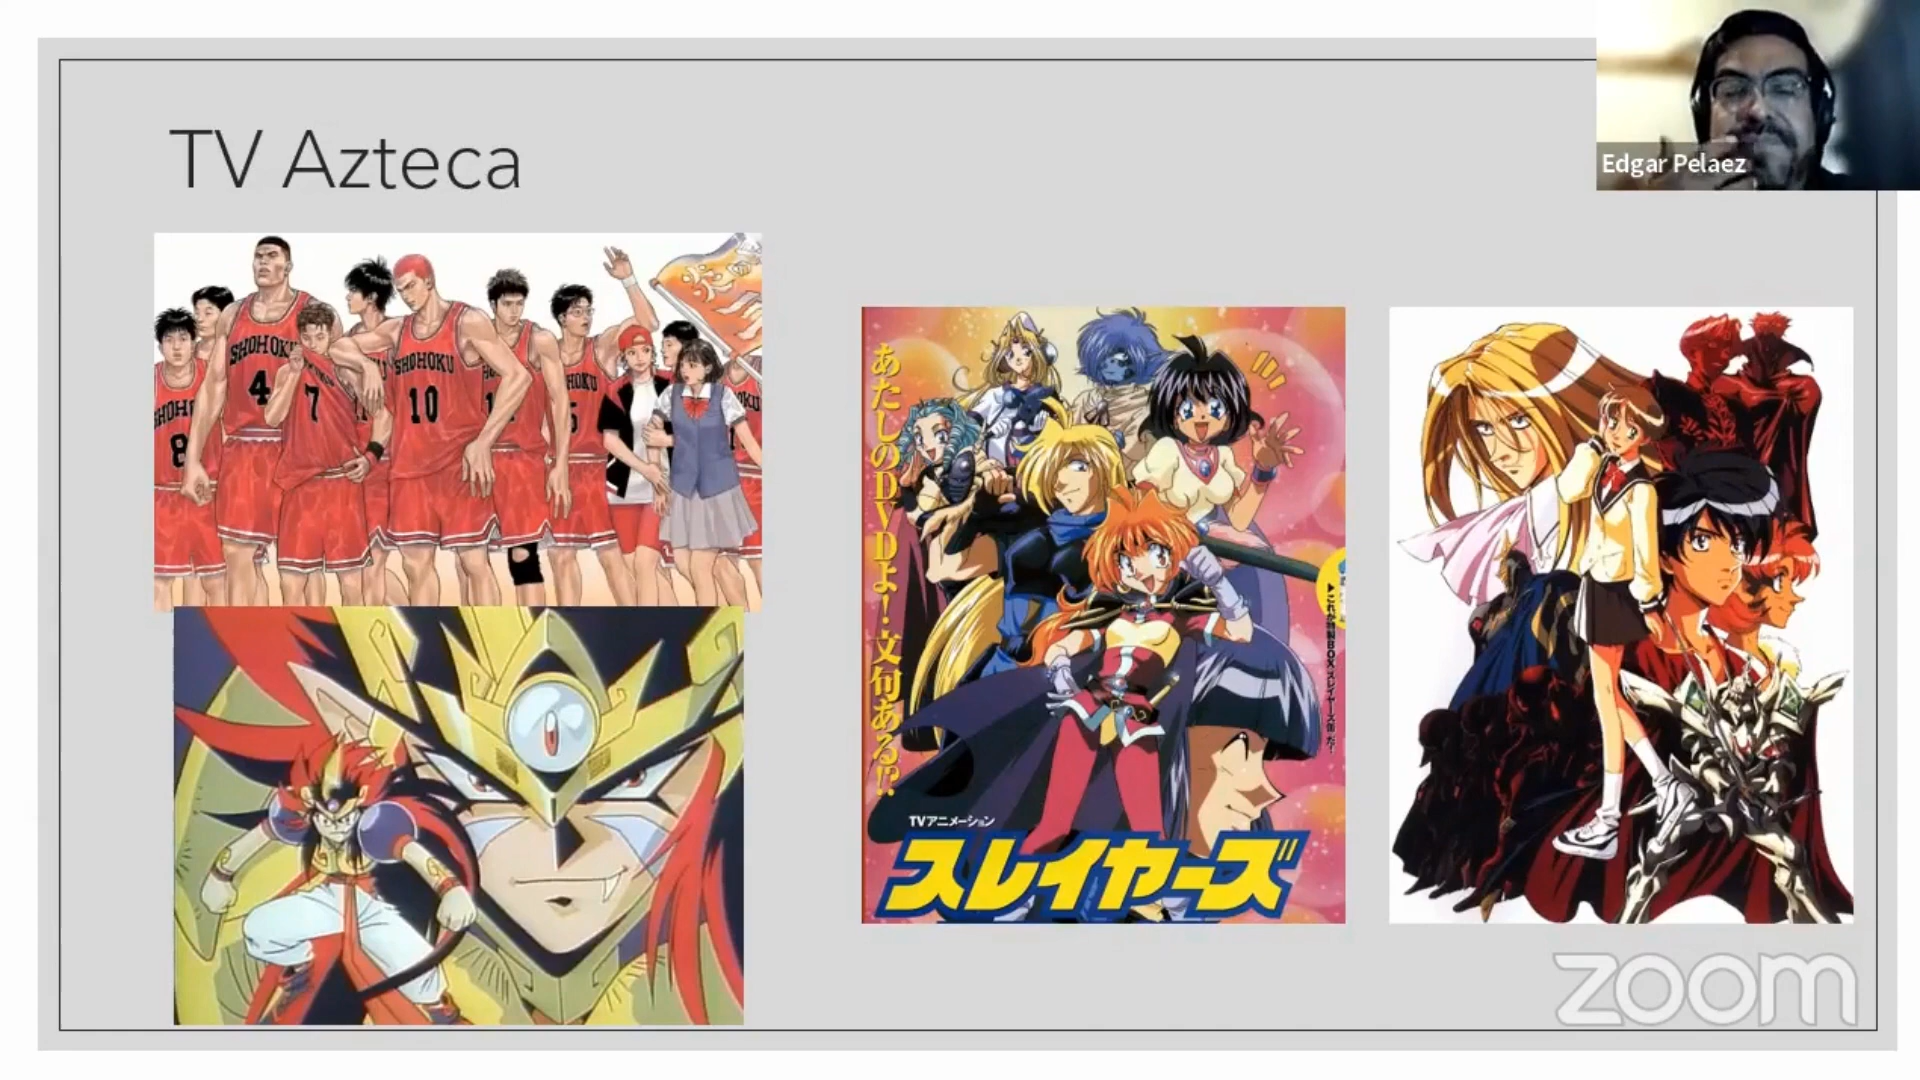 TV Azteca
Edgar Pelaez
SHOHOKU
4
7
SHOHOKU
10
HOKU
8
あたしのDVDよ！文句ある!?
TVアニメーション
スレイヤーズ
zoom